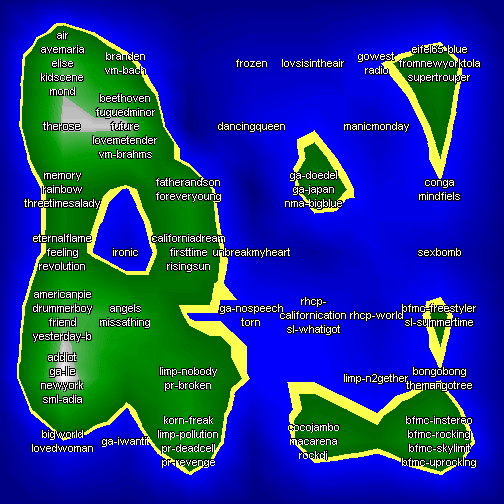 air
avemaria
elise
kidscene
mond
branden
vm-bach
frozen
lovsisintheair
gowest
radio
eifel65-blue
fromnewyorktola
supertrouper
therose
beethoven
fuguedminor
future
lovemetender
vm-brahms
dancingqueen
manicmonday
memory
rainbow
threetimesalady
fatherandson
foreveryoung
ga-doedel
ga-japan
nma-bigblue
conga
mindfiels
eternalflame
feeling
revolution
ironic
californiadream
firsttime
risingsun
unbreakmyheart
sexbomb
americanpie
drummerboy
friend
yesterday-b
angels
missathing
ga-nospeech
torn
rhcp-
californication
sl-whatigot
rhcp-world
bfmc-freestyler
sl-summertime
addict
ga-lie
newyork
sml-adia
limp-nobody
pr-broken
limp-n2gether
bongobong
themangotree
bigworld
lovedwoman
ga-iwantit
korn-freak
limp-pollution
pr-deadcell
pr-revenge
cocojambo
macarena
rockdj
bfmc-instereo
bfmc-rocking
bfmc-skylimit
bfmc-uprocking